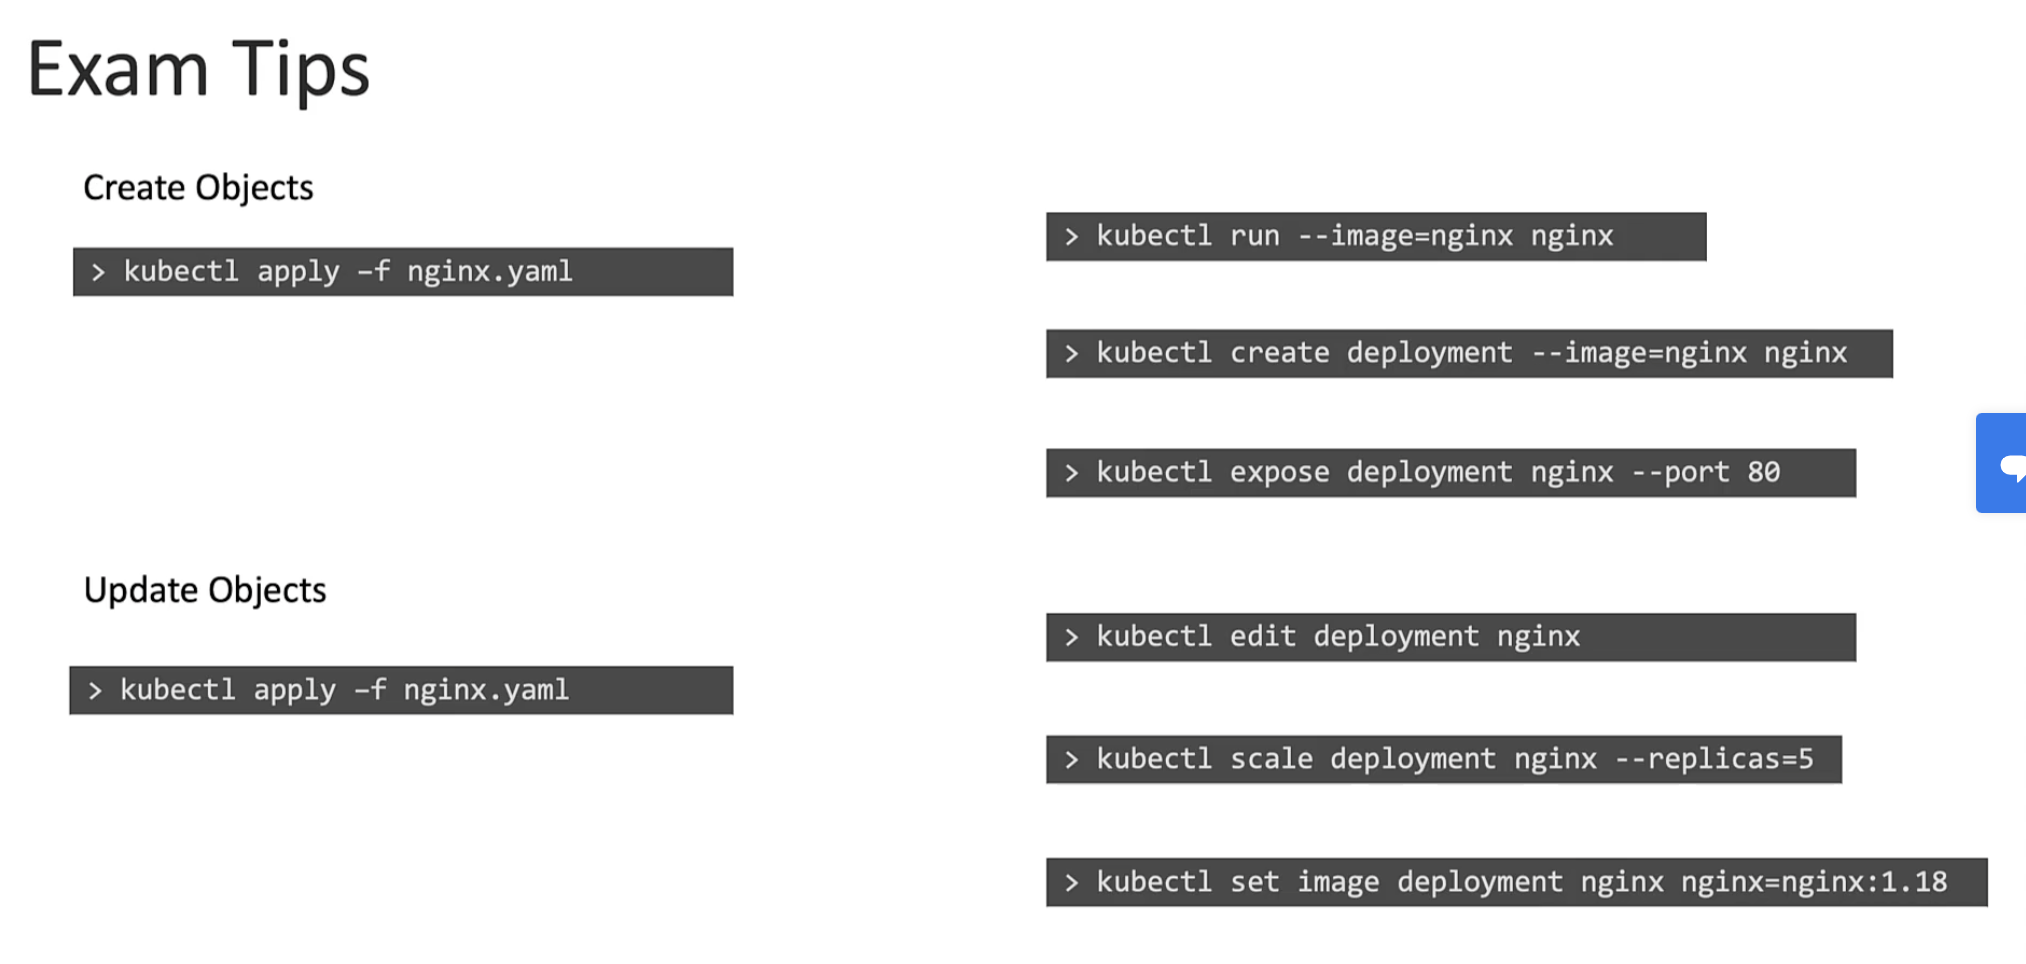 Exam Tips
Create Objects
> kubectl apply –f nginx.yaml
> kubectl run --image=nginx nginx
> kubectl create deployment --image=nginx nginx
> kubectl expose deployment nginx --port 80
Update Objects
> kubectl apply –f nginx.yaml
> kubectl edit deployment nginx
> kubectl scale deployment nginx --replicas=5
> kubectl set image deployment nginx nginx=nginx:1.18